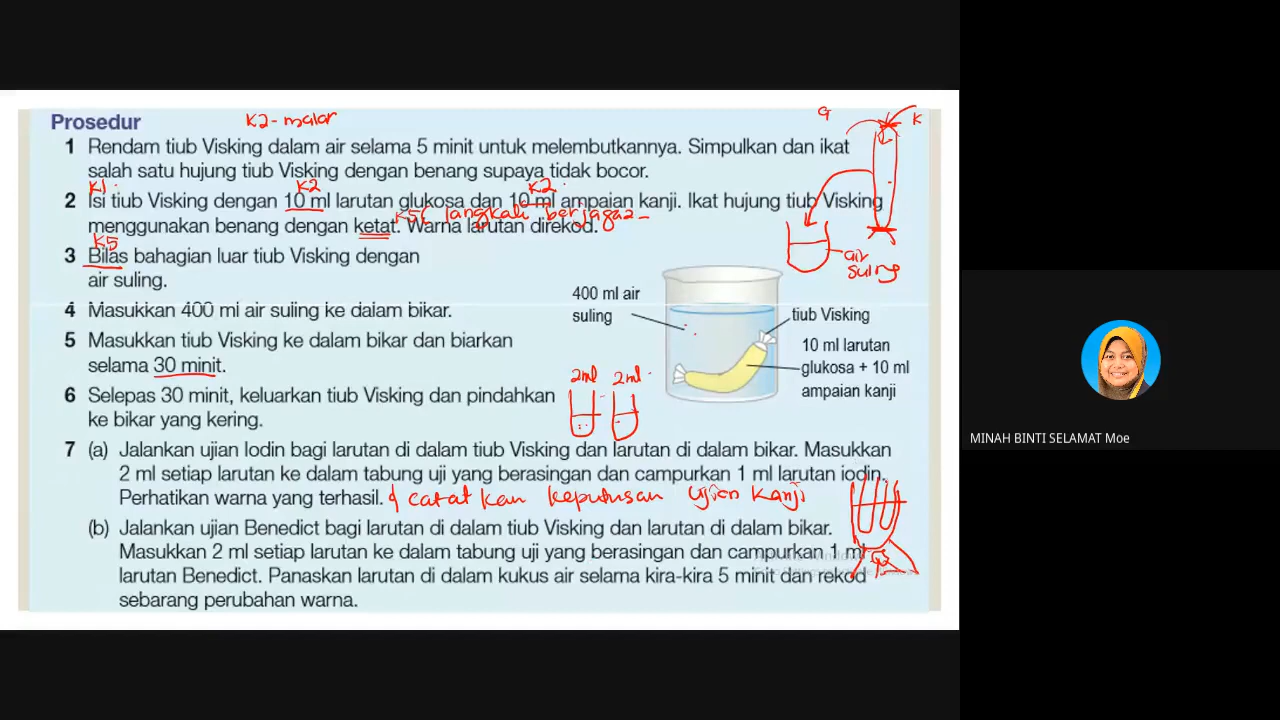 Prosedur
K2 - malar
1 Rendam tiub Visking dalam air selama 5 minit untuk melembutkannya. Simpulkan dan ikat
salah satu hujung tiub Visking dengan benang supaya tidak bocor.
K1 K2 K2
2 Isi tiub Visking dengan 10 ml larutan glukosa dan 10 ml ampaian kanji. Ikat hujung tiub Visking
K5 ( langkah berjaga2 -
menggunakan benang dengan ketat. Warna larutan direkod.
K5
3 Bilas bahagian luar tiub Visking dengan
air suling.
4 Masukkan 400 ml air suling ke dalam bikar.
5 Masukkan tiub Visking ke dalam bikar dan biarkan
selama 30 minit.
6 Selepas 30 minit, keluarkan tiub Visking dan pindahkan
ke bikar yang kering.
7 (a) Jalankan ujian Iodin bagi larutan di dalam tiub Visking dan larutan di dalam bikar. Masukkan
2 ml setiap larutan ke dalam tabung uji yang berasingan dan campurkan 1 ml larutan iodin.
Perhatikan warna yang terhasil. & catat kan keputusan ujian kanji
(b) Jalankan ujian Benedict bagi larutan di dalam tiub Visking dan larutan di dalam bikar.
Masukkan 2 ml setiap larutan ke dalam tabung uji yang berasingan dan campurkan 1 ml
larutan Benedict. Panaskan larutan di dalam kukus air selama kira-kira 5 minit dan rekod
sebarang perubahan warna.
G K
air
suling
400 ml air
suling
tiub Visking
10 ml larutan
glukosa + 10 ml
ampaian kanji
2ml 2ml
MINAH BINTI SELAMAT Moe